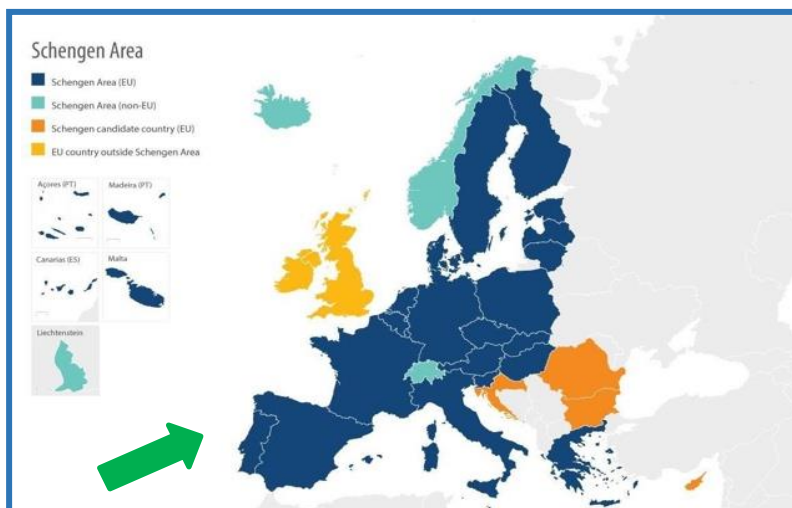 Schengen Area
Schengen Area (EU)
Schengen Area (non-EU)
Schengen candidate country (EU)
EU country outside Schengen Area
Açores (PT)
Madeira (PT)
Canarias (ES)
Malta
Liechtenstein